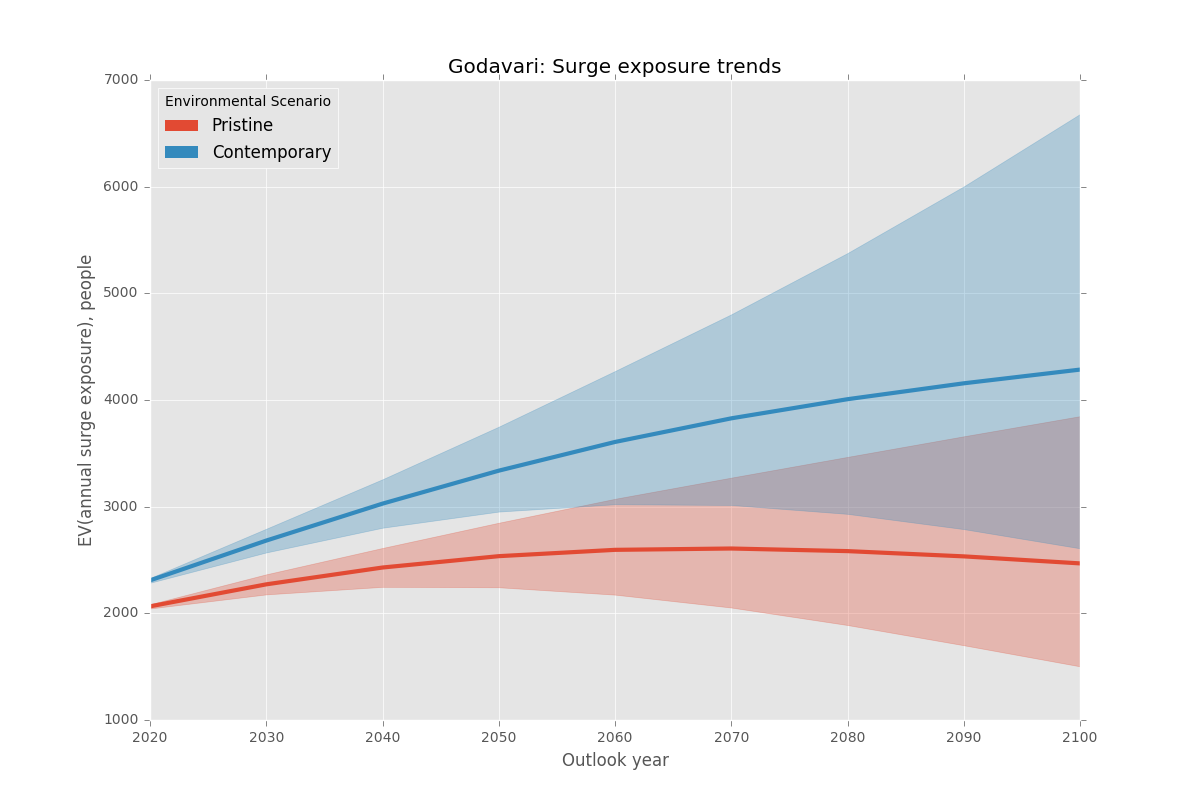 Godavari: Surge exposure trends
7000
6000
5000
4000
3000
2000
1000
EV(annual surge exposure), people
Environmental Scenario
Pristine
Contemporary
2020 2030 2040 2050 2060 2070 2080 2090 2100
Outlook year